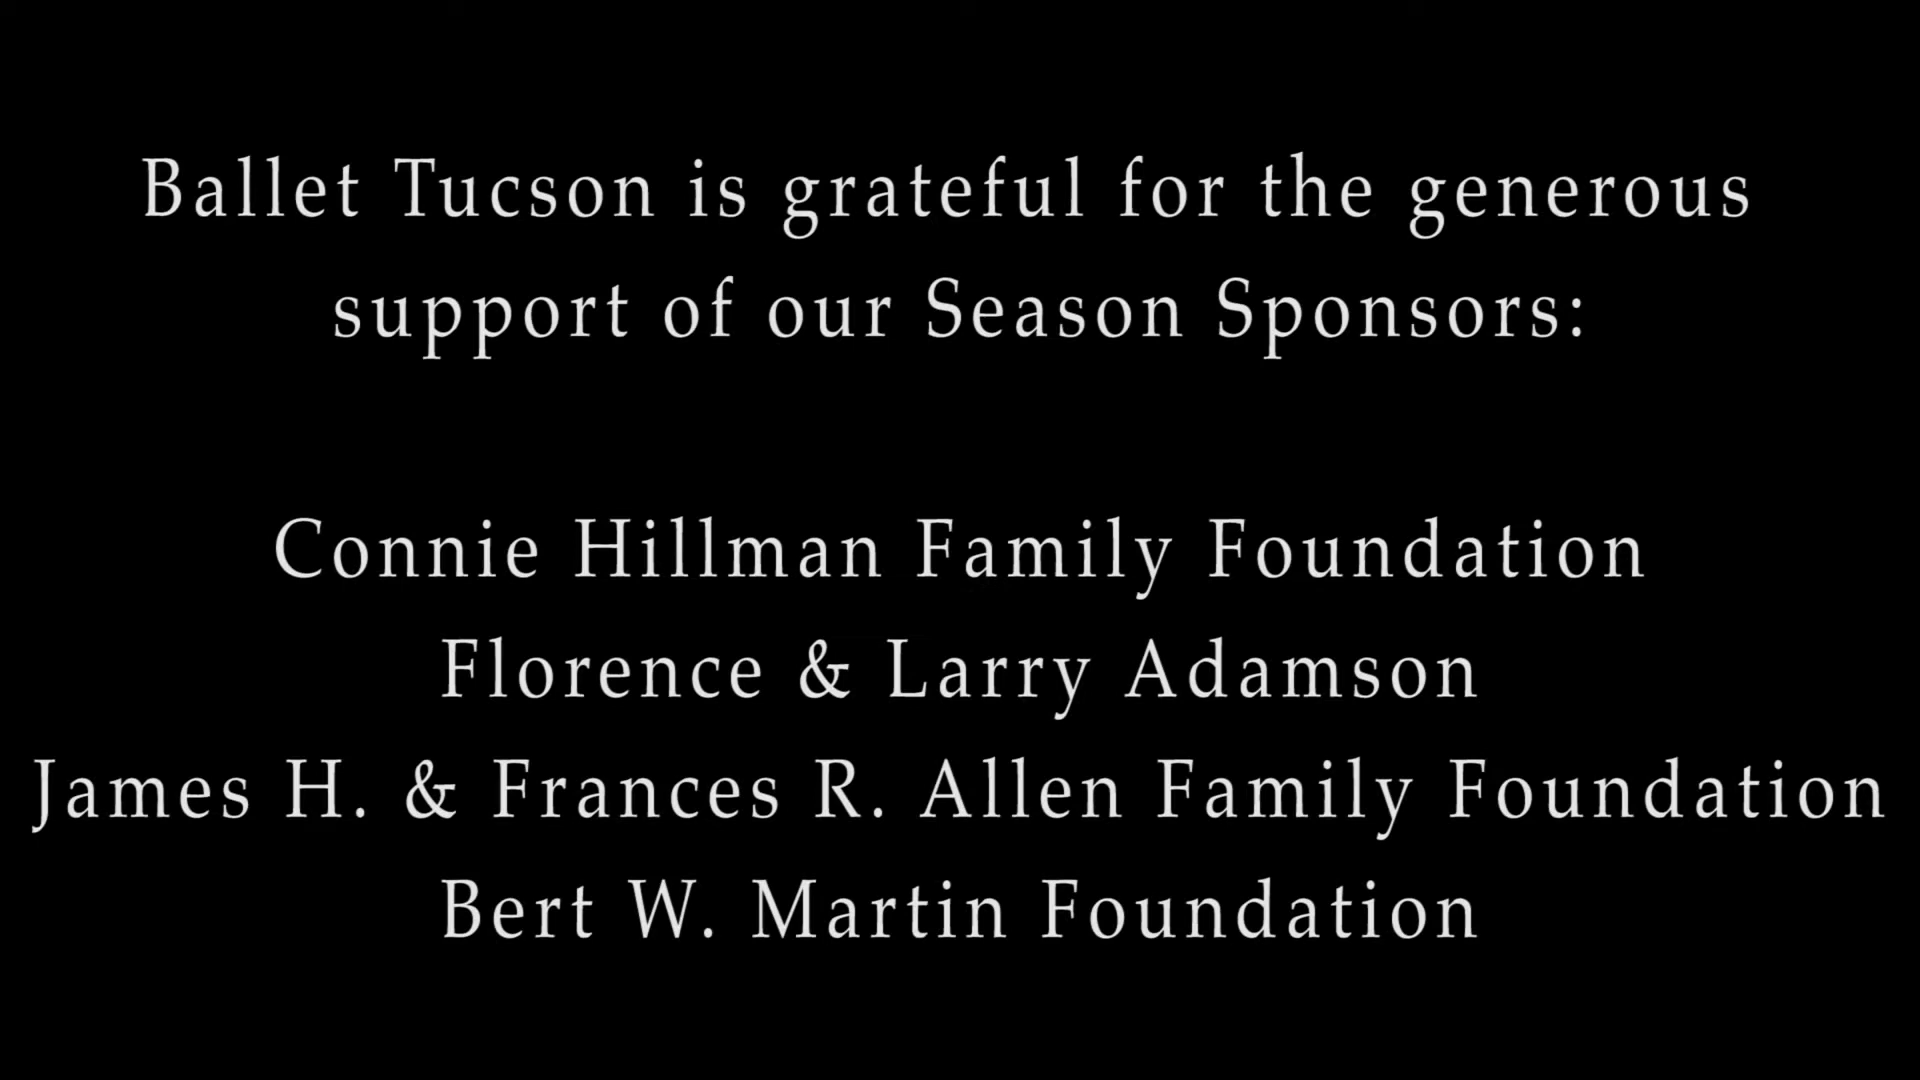 Ballet Tucson is grateful for the generous
support of our Season Sponsors:
Connie Hillman Family Foundation
Florence & Larry Adamson
James H. & Frances R. Allen Family Foundation
Bert W. Martin Foundation